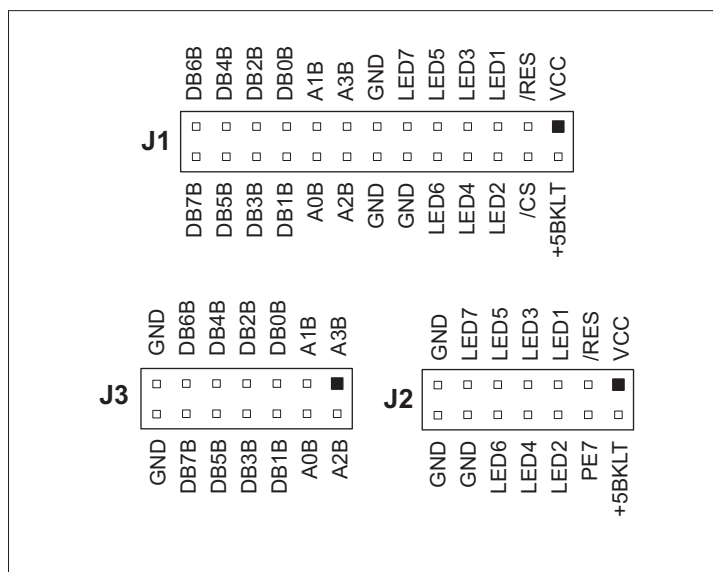 DB6B DB4B DB2B DB0B A1B A3B GND LED7 LED5 LED3 LED1 /RES VCC
J1
DB7B DB5B DB3B DB1B A0B A2B GND GND LED6 LED4 LED2 /CS +5BKLT
GND DB6B DB4B DB2B DB0B A1B A3B
J3
GND DB7B DB5B DB3B DB1B A0B A2B
GND LED7 LED5 LED3 LED1 /RES VCC
J2
GND GND LED6 LED4 LED2 PE7 +5BKLT